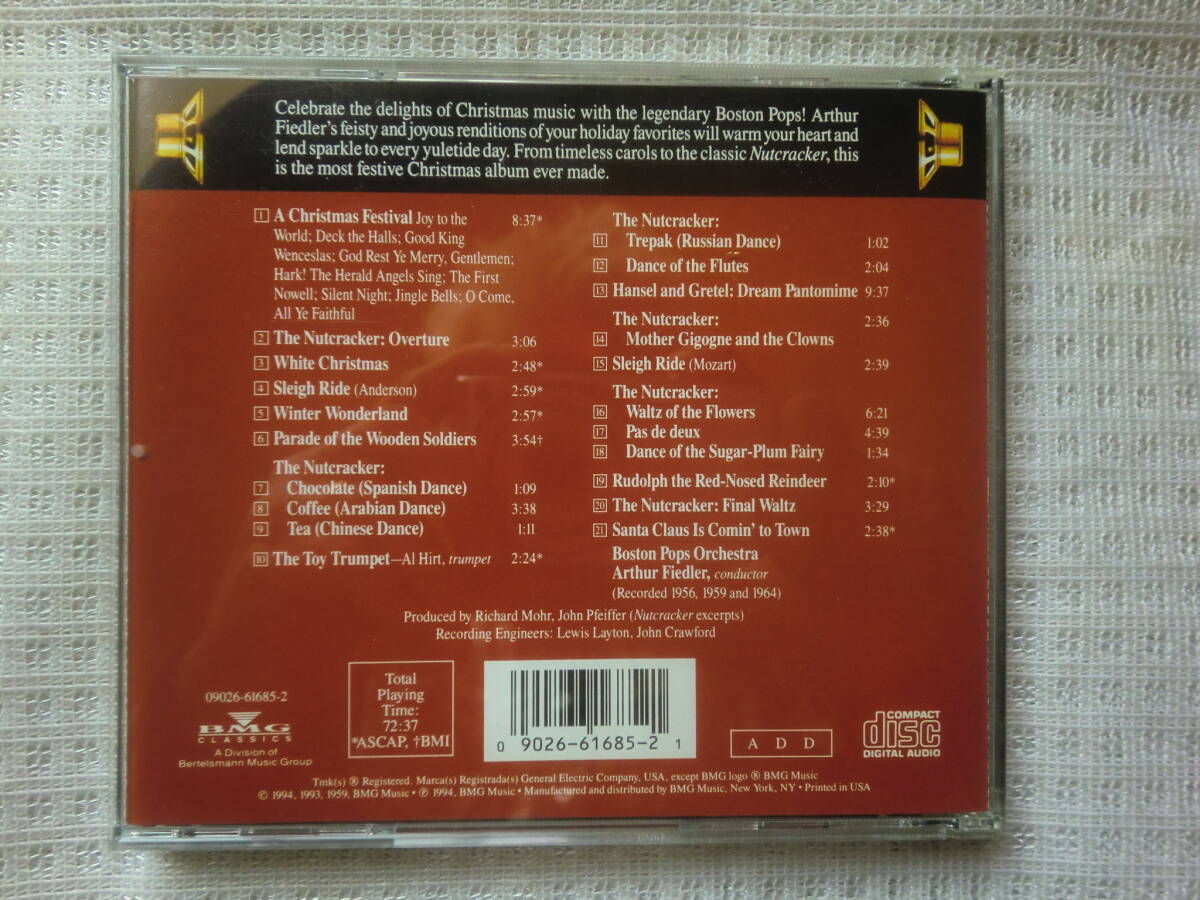 Celebrate the delights of Christmas music with the legendary Boston Pops! Arthur
Fiedler's feisty and joyous renditions of your holiday favorites will warm your heart and
lend sparkle to every yuletide day. From timeless carols to the classic Nutcracker, this
is the most festive Christmas album ever made.
1 A Christmas Festival Joy to the 8:37*
World; Deck the Halls; Good King
Wenceslas; God Rest Ye Merry, Gentlemen;
Hark! The Herald Angels Sing; The First
Nowell; Silent Night; Jingle Bells; O Come,
All Ye Faithful
2 The Nutcracker: Overture 3:06
3 White Christmas 2:48*
4 Sleigh Ride (Anderson) 2:59*
5 Winter Wonderland 2:57*
6 Parade of the Wooden Soldiers 3:54†
The Nutcracker:
7 Chocolate (Spanish Dance) 1:09
8 Coffee (Arabian Dance) 3:38
9 Tea (Chinese Dance) 1:11
10 The Toy Trumpet—Al Hirt, trumpet 2:24*
The Nutcracker:
11 Trepak (Russian Dance) 1:02
12 Dance of the Flutes 2:04
13 Hansel and Gretel: Dream Pantomime 9:37
The Nutcracker: 2:36
14 Mother Gigogne and the Clowns
15 Sleigh Ride (Mozart) 2:39
The Nutcracker:
16 Waltz of the Flowers 6:21
17 Pas de deux 4:39
18 Dance of the Sugar-Plum Fairy 1:34
19 Rudolph the Red-Nosed Reindeer 2:10*
20 The Nutcracker: Final Waltz 3:29
21 Santa Claus Is Comin' to Town 2:38*
Boston Pops Orchestra
Arthur Fiedler, conductor
(Recorded 1956, 1959 and 1964)
Produced by Richard Mohr, John Pfeiffer (Nutcracker excerpts)
Recording Engineers: Lewis Layton, John Crawford
09026-61685-2
BMG
CLASSICS
A Division of
Bertelsmann Music Group
Total
Playing
Time:
72:37
*ASCAP, †BMI
0 9026-61685-2 1
A D D
COMPACT
disc
DIGITAL AUDIO
Tmk(s) ® Registered. Marca(s) Registrada(s) General Electric Company, USA, except BMG logo ® BMG Music
© 1994, 1993, 1959, BMG Music • ℗ 1994, BMG Music • Manufactured and distributed by BMG Music, New York, NY • Printed in USA